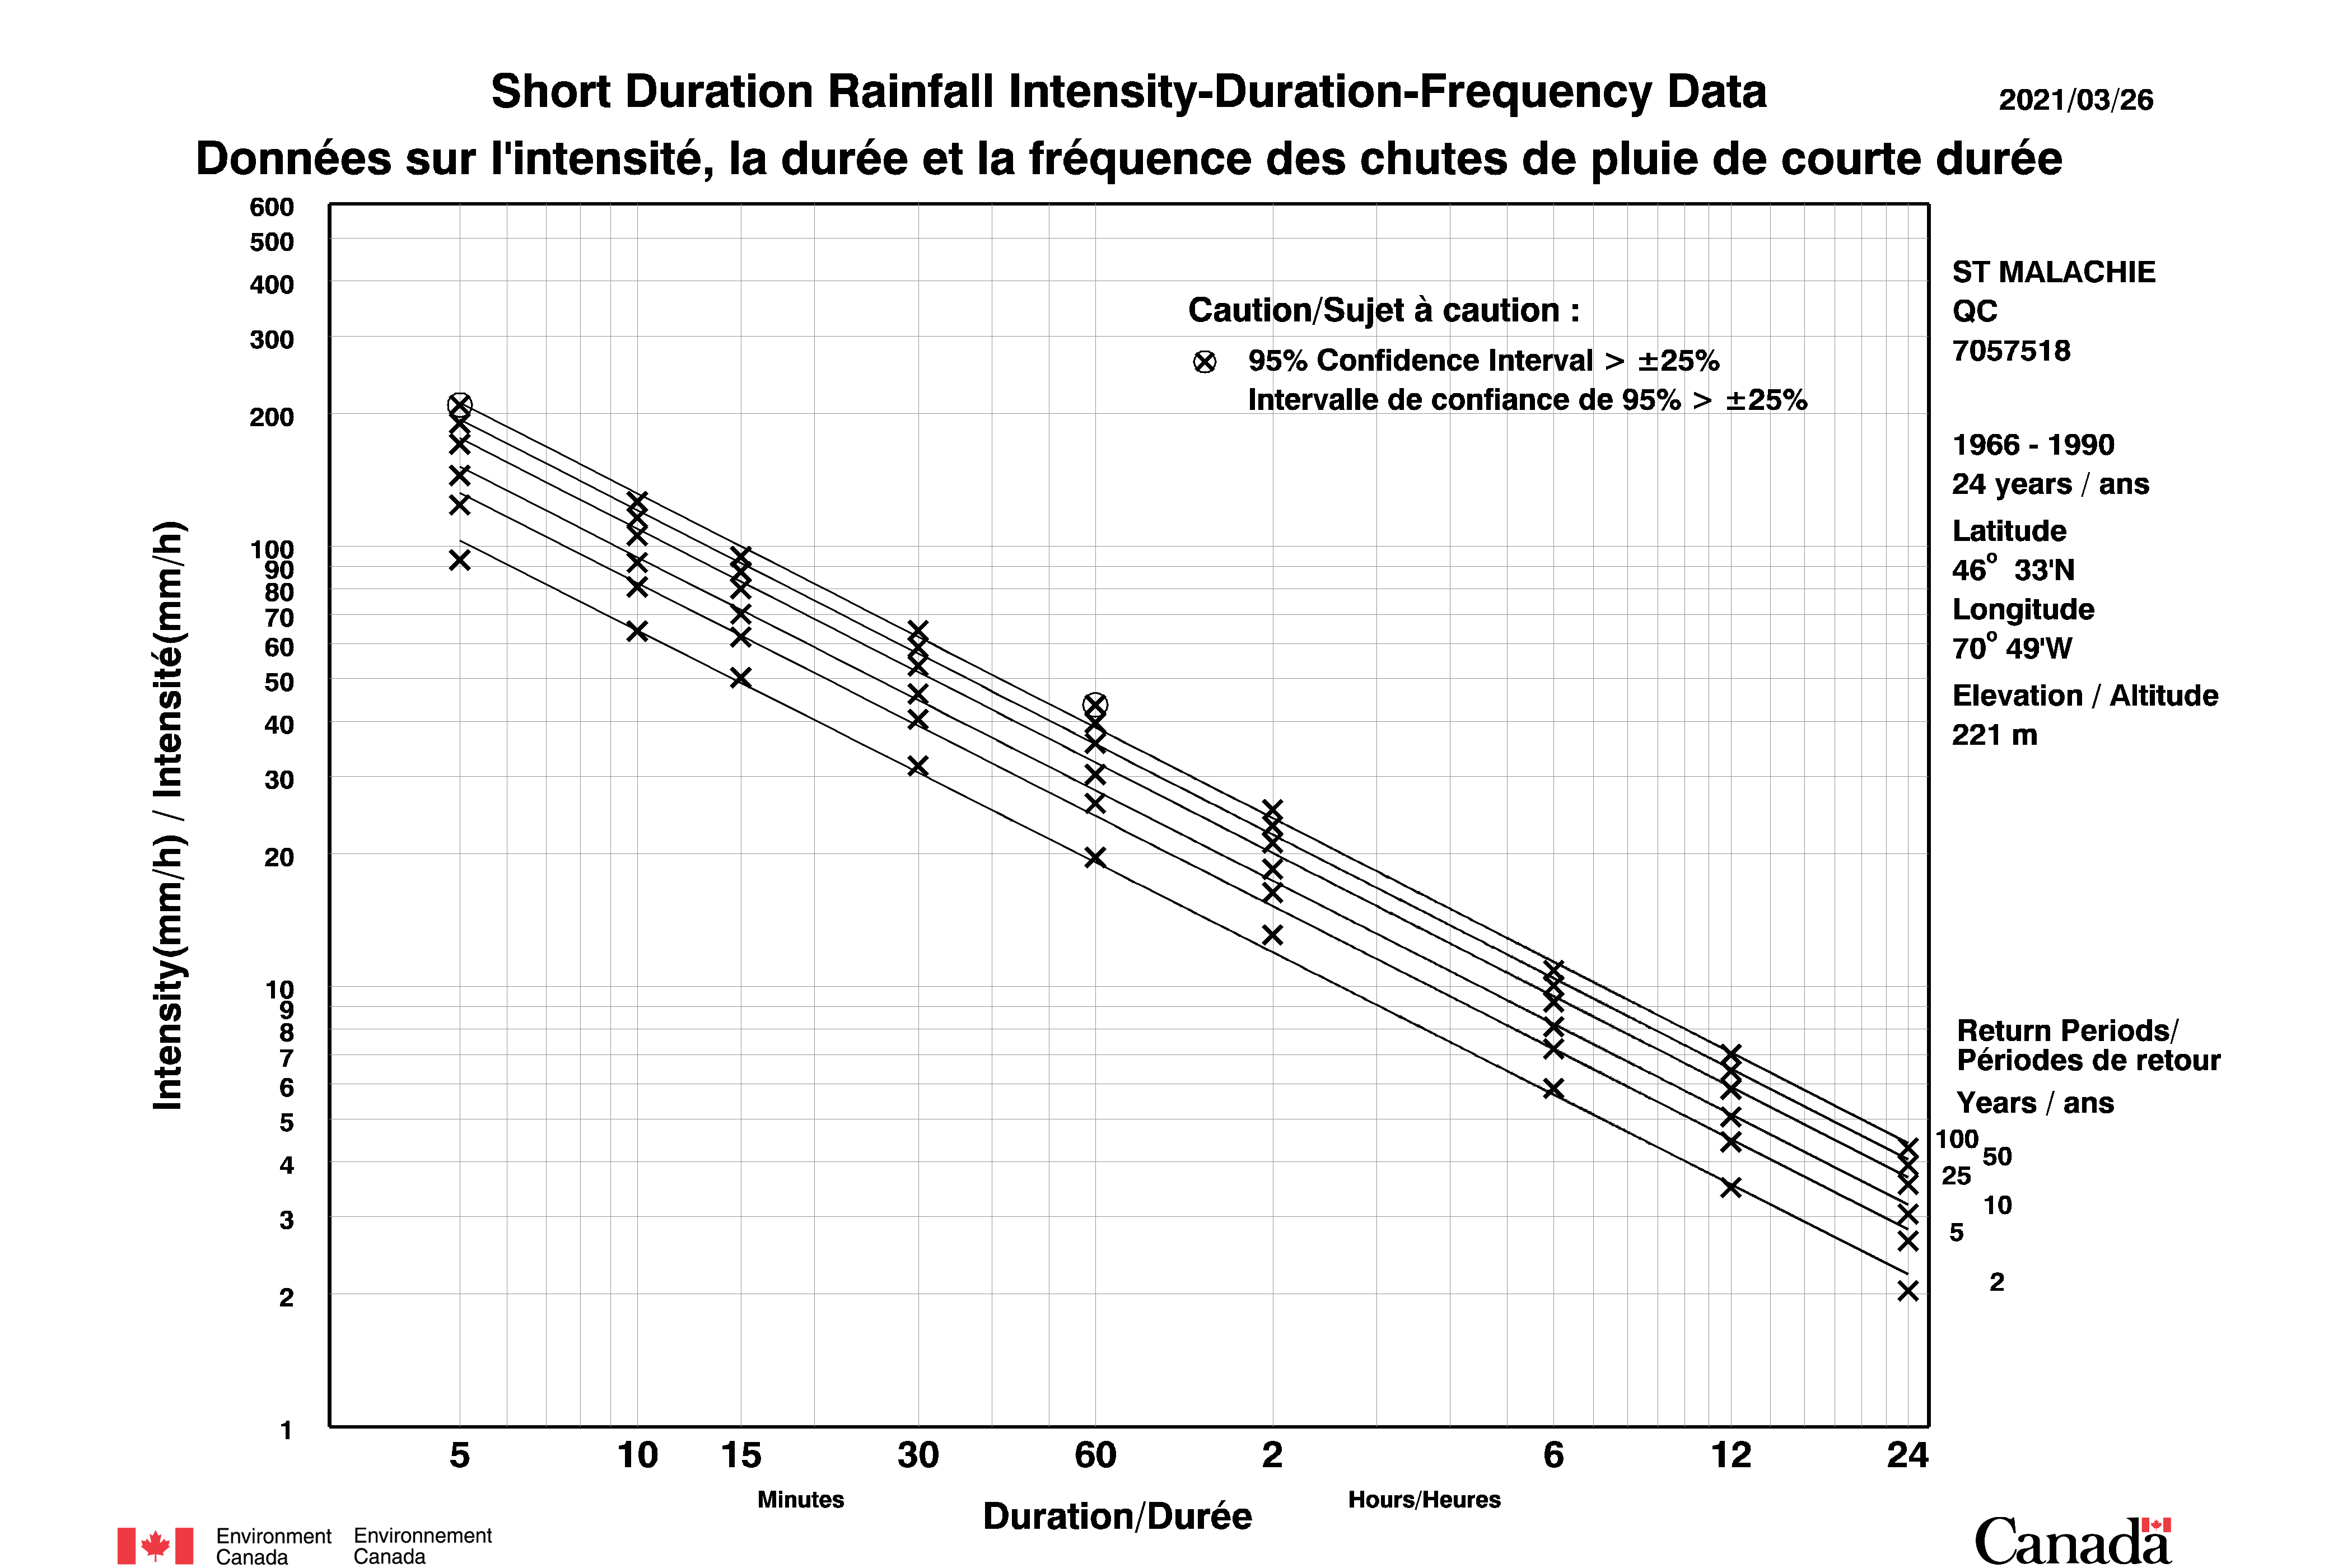 Short Duration Rainfall Intensity-Duration-Frequency Data
2021/03/26
Données sur l'intensité, la durée et la fréquence des chutes de pluie de courte durée
600
500
400
300
200
100
90
80
70
60
50
40
30
20
10
9
8
7
6
5
4
3
2
1
Intensity(mm/h) / Intensité(mm/h)
Caution/Sujet à caution :
95% Confidence Interval > ±25%
Intervalle de confiance de 95% > ±25%
ST MALACHIE
QC
7057518
1966 - 1990
24 years / ans
Latitude
46° 33'N
Longitude
70° 49'W
Elevation / Altitude
221 m
Return Periods/
Périodes de retour
Years / ans
100
50
25
10
5
2
5 10 15 30 60 2 6 12 24
Minutes
Hours/Heures
Duration/Durée
Environment Environnement
Canada Canada
Canada